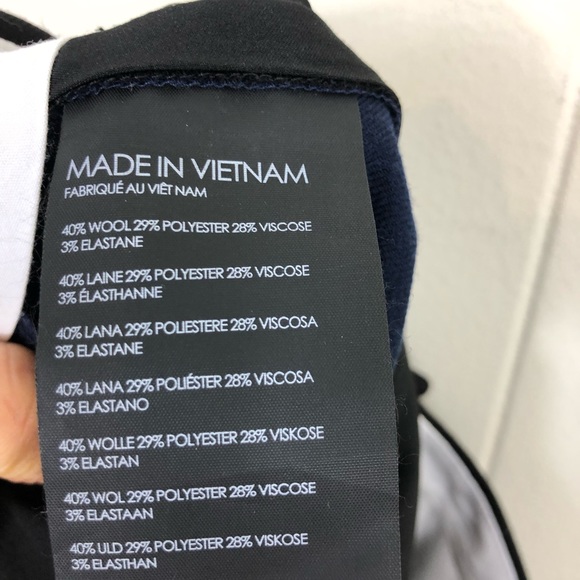 MADE IN VIETNAM
FABRIQUÉ AU VIÊT NAM
40% WOOL 29% POLYESTER 28% VISCOSE
3% ELASTANE
40% LAINE 29% POLYESTER 28% VISCOSE
3% ÉLASTHANNE
40% LANA 29% POLIESTERE 28% VISCOSA
3% ELASTANE
40% LANA 29% POLIÉSTER 28% VISCOSA
3% ELASTANO
40% WOLLE 29% POLYESTER 28% VISKOSE
3% ELASTAN
40% WOL 29% POLYESTER 28% VISCOSE
3% ELASTAAN
40% ULD 29% POLYESTER 28% VISKOSE
3% ELASTHAN